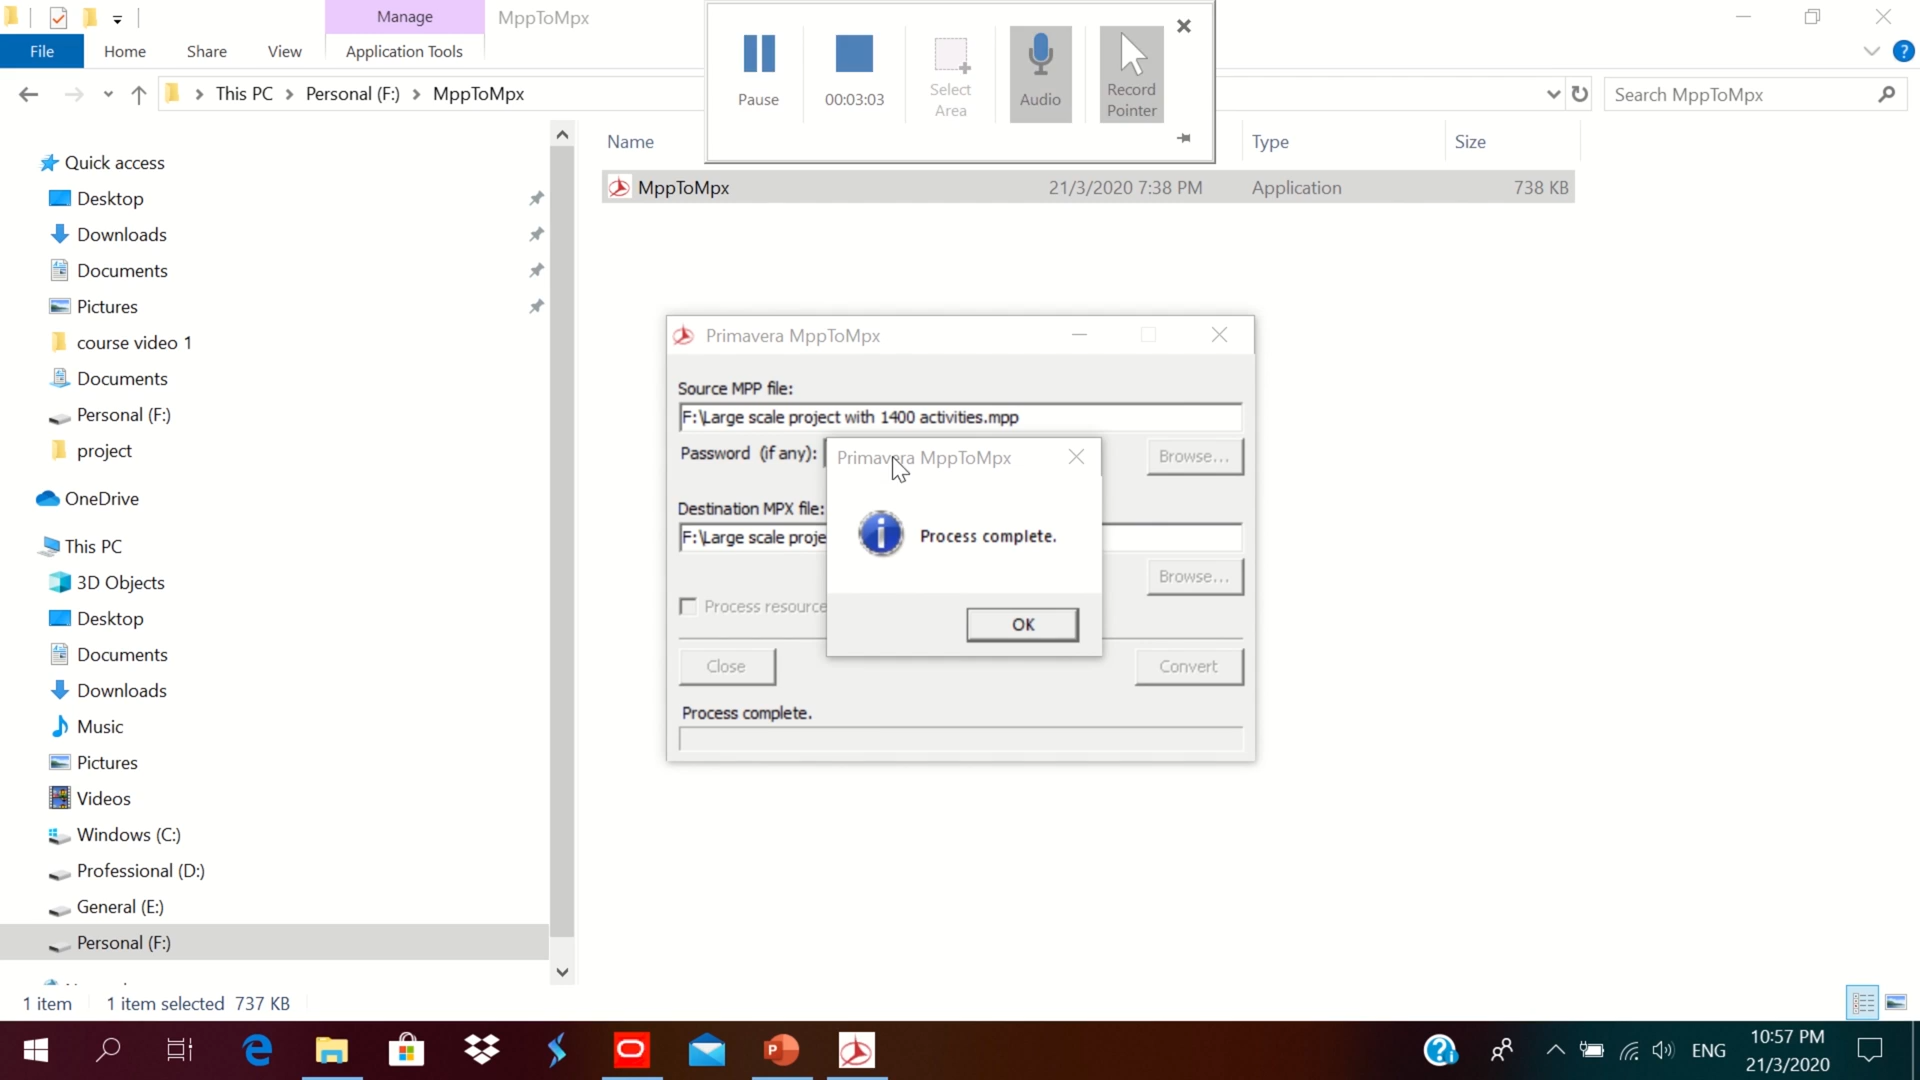 Manage
MppToMpx
File
Home
Share
View
Application Tools
Pause
00:03:03
Select
Area
Audio
Record
Pointer
This PC
Personal (F:)
MppToMpx
Search MppToMpx
Name
Type
Size
MppToMpx
21/3/2020 7:38 PM
Application
738 KB
Quick access
Desktop
Downloads
Documents
Pictures
course video 1
Documents
Personal (F:)
project
OneDrive
This PC
3D Objects
Desktop
Documents
Downloads
Music
Pictures
Videos
Windows (C:)
Professional (D:)
General (E:)
Personal (F:)
Primavera MppToMpx
Source MPP file:
F:\Large scale project with 1400 activities.mpp
Password (if any):
Browse...
Destination MPX file:
F:\Large scale proje
Browse...
Process resource
Close
Convert
Process complete.
Primavera MppToMpx
Process complete.
OK
1 item
1 item selected 737 KB
ENG
10:57 PM
21/3/2020